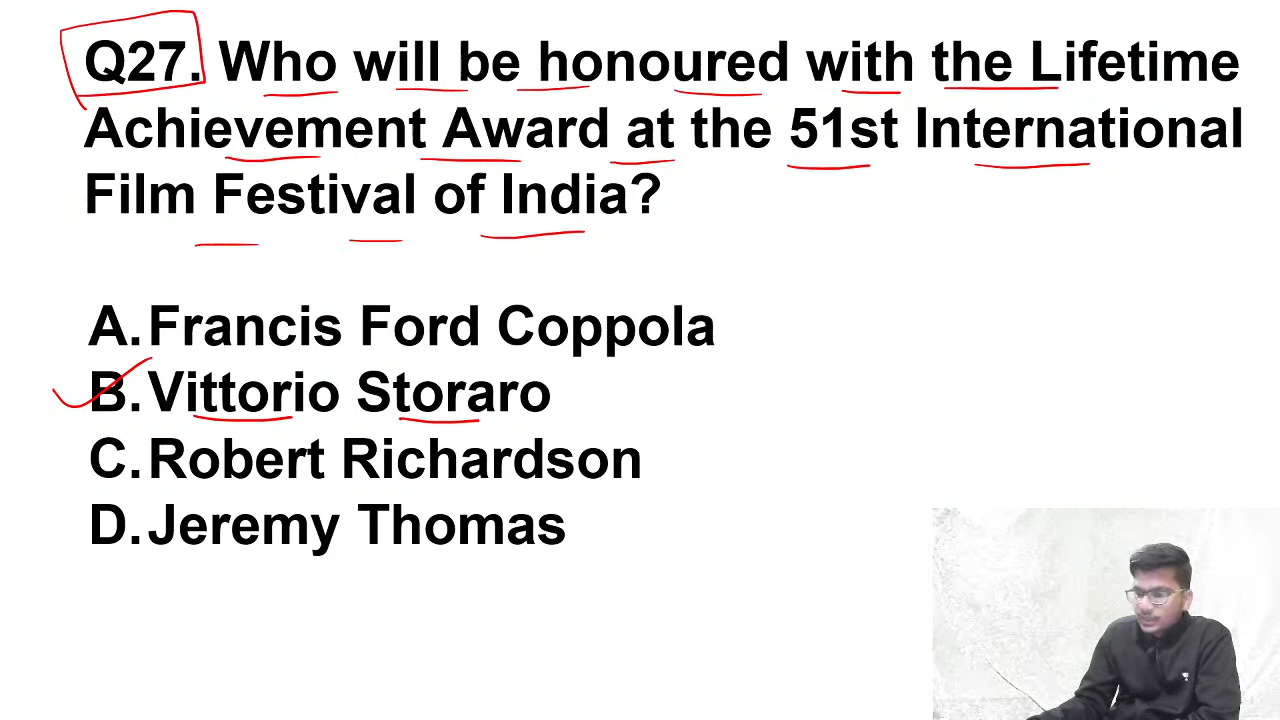 Q27. Who will be honoured with the Lifetime
Achievement Award at the 51st International
Film Festival of India?
A. Francis Ford Coppola
B. Vittorio Storaro
C. Robert Richardson
D. Jeremy Thomas